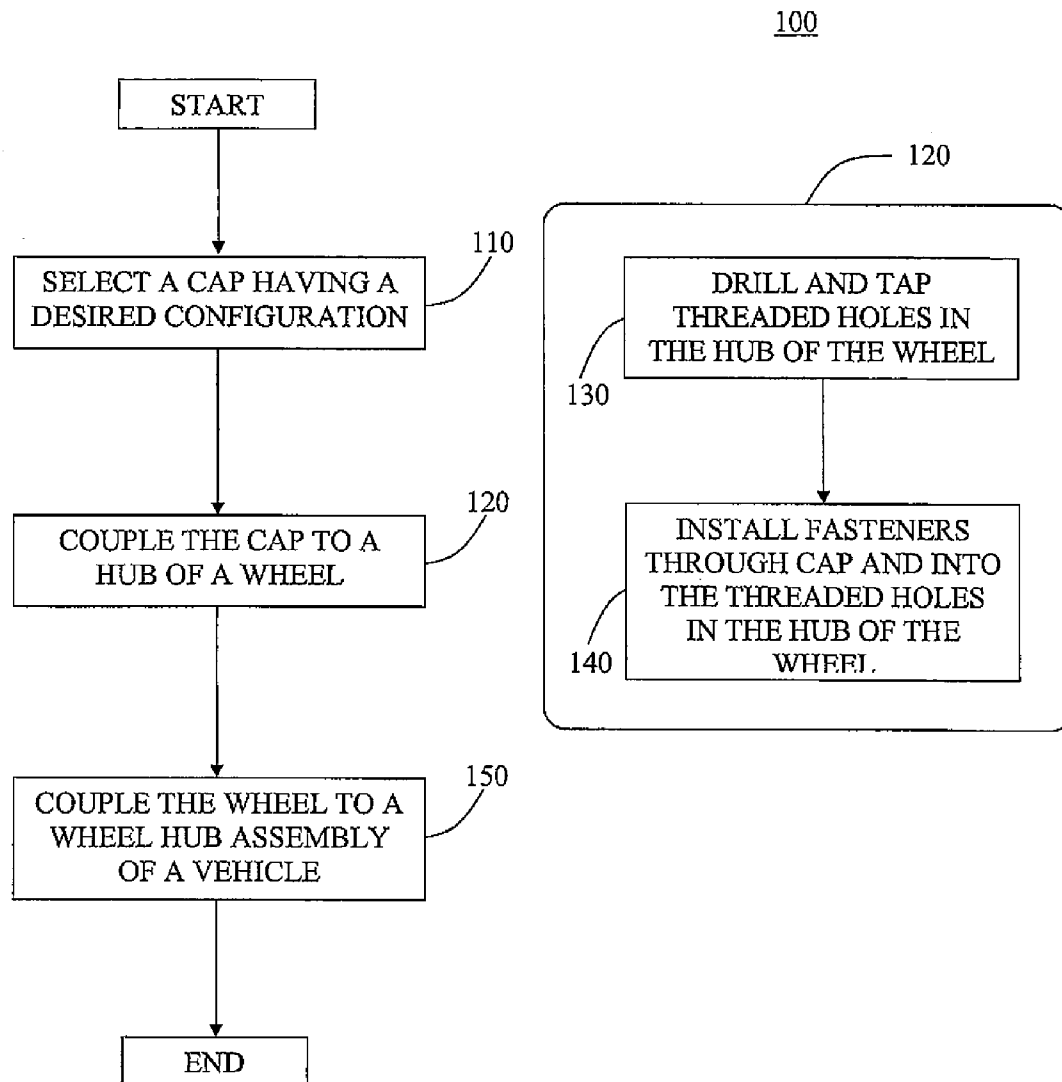 100
START
110
SELECT A CAP HAVING A
DESIRED CONFIGURATION
120
COUPLE THE CAP TO A
HUB OF A WHEEL
150
COUPLE THE WHEEL TO A
WHEEL HUB ASSEMBLY
OF A VEHICLE
END
120
DRILL AND TAP
THREADED HOLES IN
THE HUB OF THE WHEEL
130
INSTALL FASTENERS
THROUGH CAP AND INTO
THE THREADED HOLES
IN THE HUB OF THE
WHEEL
140